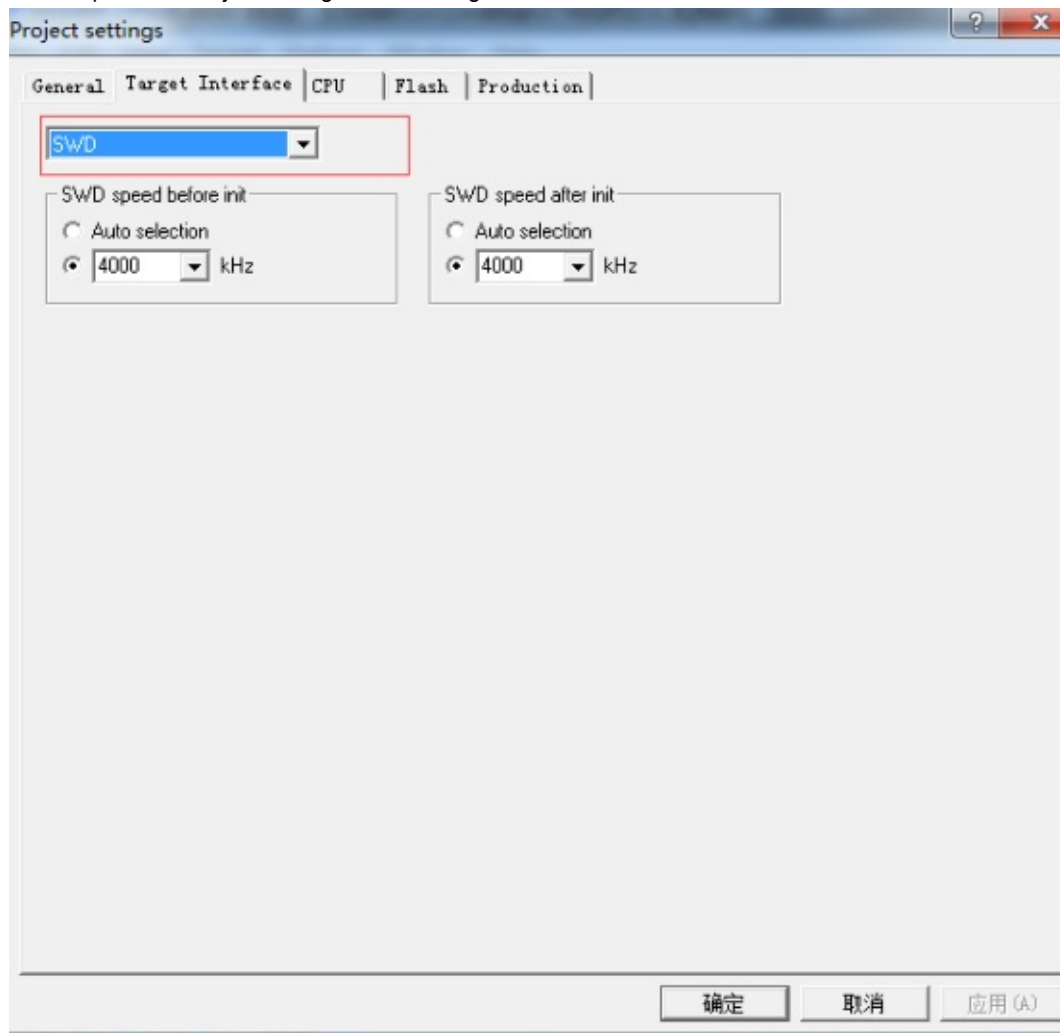 Project settings
General Target Interface CPU Flash Production
SWD
SWD speed before init SWD speed after init
Auto selection Auto selection
4000 kHz 4000 kHz
确定 取消 应用(A)